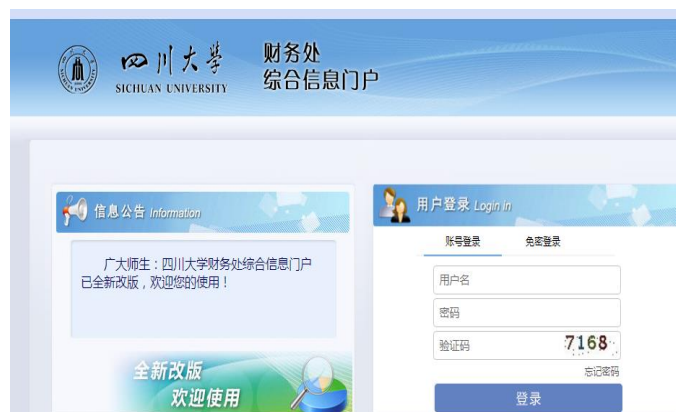 四川大学
SICHUAN UNIVERSITY
财务处
综合信息门户
信息公告 Information
广大师生：四川大学财务处综合信息门户
已全新改版，欢迎您的使用！
全新改版
欢迎使用
用户登录 Login in
账号登录 免密登录
用户名
密码
验证码 7168
忘记密码
登录